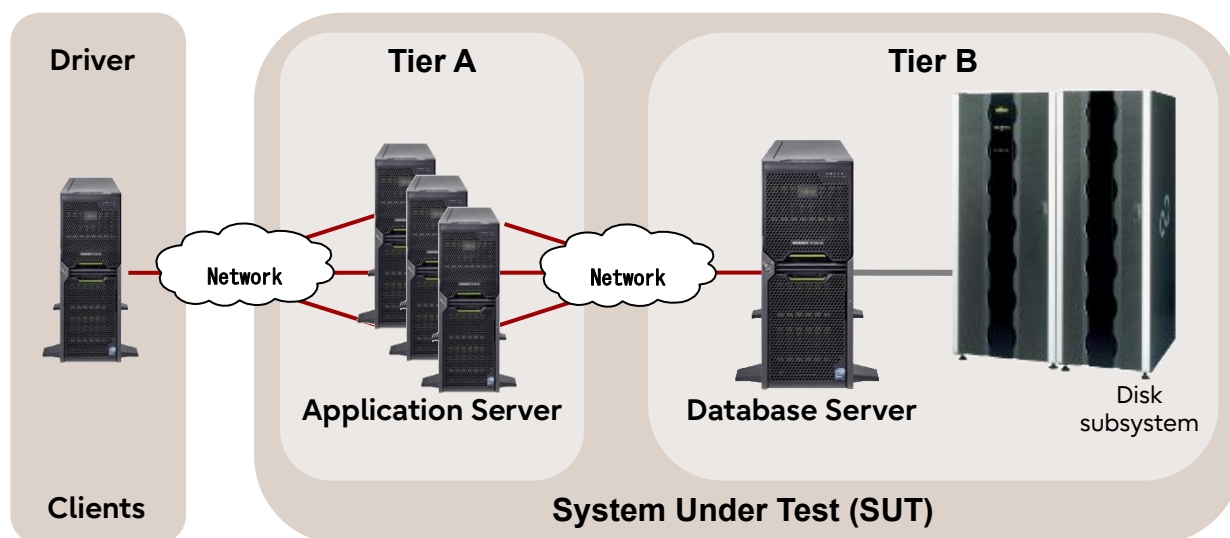 Driver
Tier A
Tier B
Network
Network
Application Server
Database Server
Disk
subsystem
Clients
System Under Test (SUT)